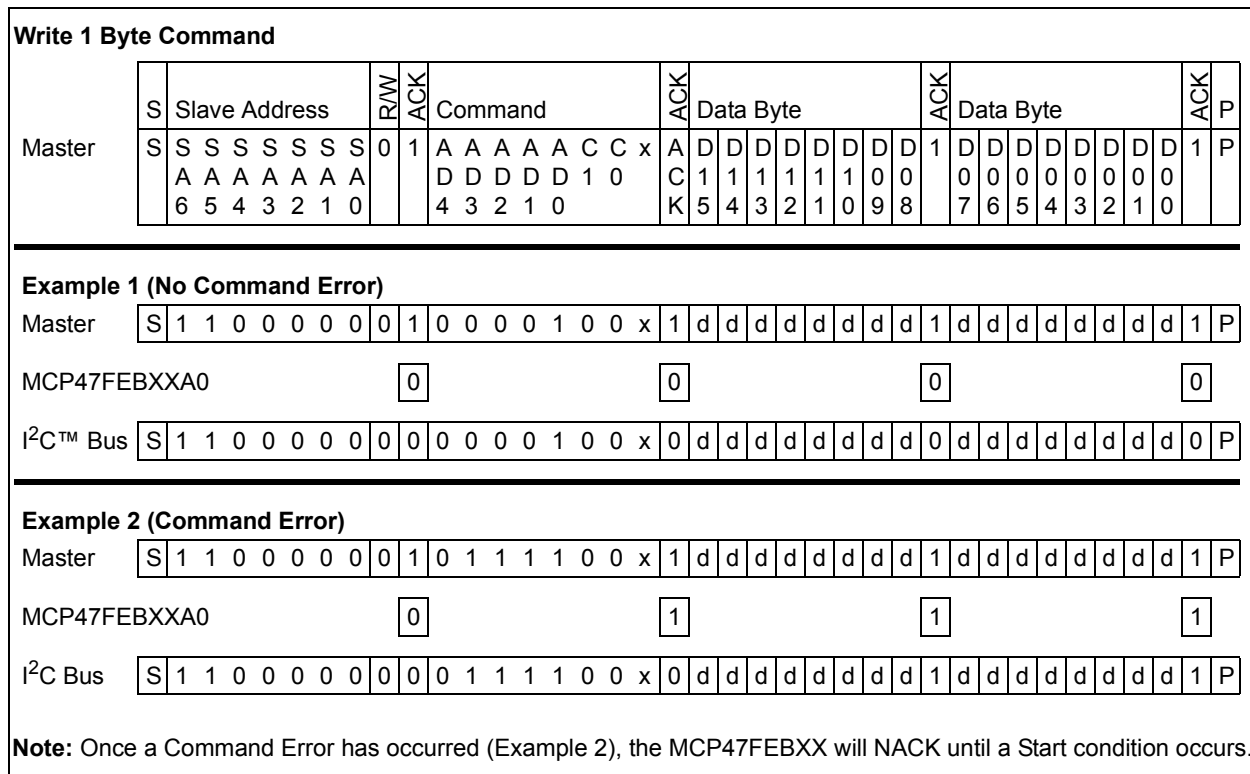 Write 1 Byte Command
S Slave Address R/W ACK Command ACK Data Byte ACK Data Byte ACK P
Master S S S S S S S S 0 1 A A A A A C C x A D D D D D D D D 1 D D D D D D D D 1 P
A A A A A A A D D D D D 1 0 C 1 1 1 1 1 1 0 0 0 0 0 0 0 0 0 0
6 5 4 3 2 1 0 4 3 2 1 0 K 5 4 3 2 1 0 9 8 7 6 5 4 3 2 1 0
Example 1 (No Command Error)
Master S 1 1 0 0 0 0 0 0 1 0 0 0 0 1 0 0 x 1 d d d d d d d d 1 d d d d d d d d 1 P
MCP47FEBXXA0 0 0 0 0
I²C™ Bus S 1 1 0 0 0 0 0 0 0 0 0 0 0 1 0 0 x 0 d d d d d d d d 0 d d d d d d d d 0 P
Example 2 (Command Error)
Master S 1 1 0 0 0 0 0 0 1 0 1 1 1 1 0 0 x 1 d d d d d d d d 1 d d d d d d d d 1 P
MCP47FEBXXA0 0 1 1 1
I²C Bus S 1 1 0 0 0 0 0 0 0 0 1 1 1 1 0 0 x 0 d d d d d d d d 1 d d d d d d d d 1 P
Note: Once a Command Error has occurred (Example 2), the MCP47FEBXX will NACK until a Start condition occurs.